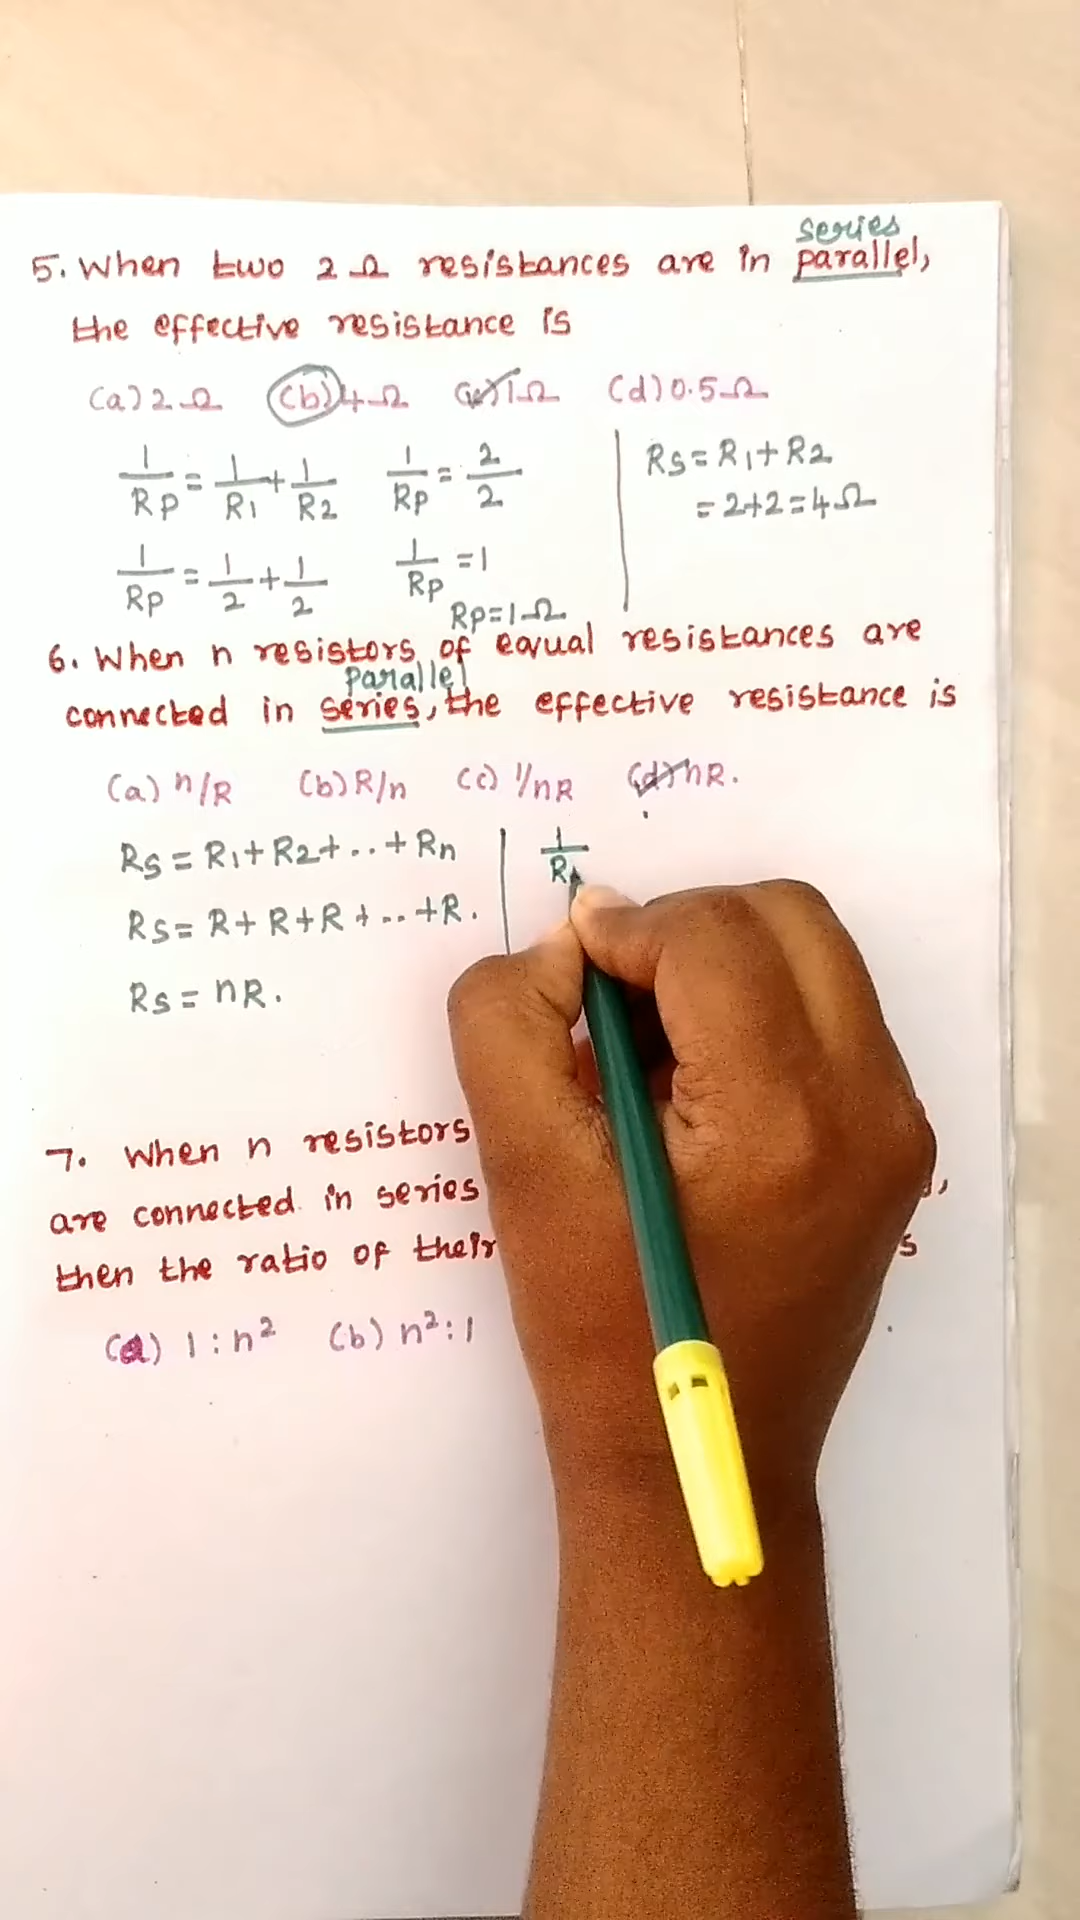 series
5. When two 2 Ω resistances are in parallel,
the effective resistance is
(a) 2 Ω (b) 4 Ω (c) 1 Ω (d) 0.5 Ω
1/Rp = 1/R1 + 1/R2 1/Rp = 2/2 Rs = R1 + R2
= 2+2 = 4 Ω
1/Rp = 1/2 + 1/2 1/Rp = 1
Rp = 1 Ω
6. When n resistors of equal resistances are
parallel
connected in series, the effective resistance is
(a) n/R (b) R/n (c) 1/nR (d) nR.
Rs = R1 + R2 + .. + Rn 1/R
Rs = R + R + R + .. + R.
Rs = nR.
7. When n resistors
are connected in series ,
then the ratio of their s
(a) 1 : n² (b) n² : 1